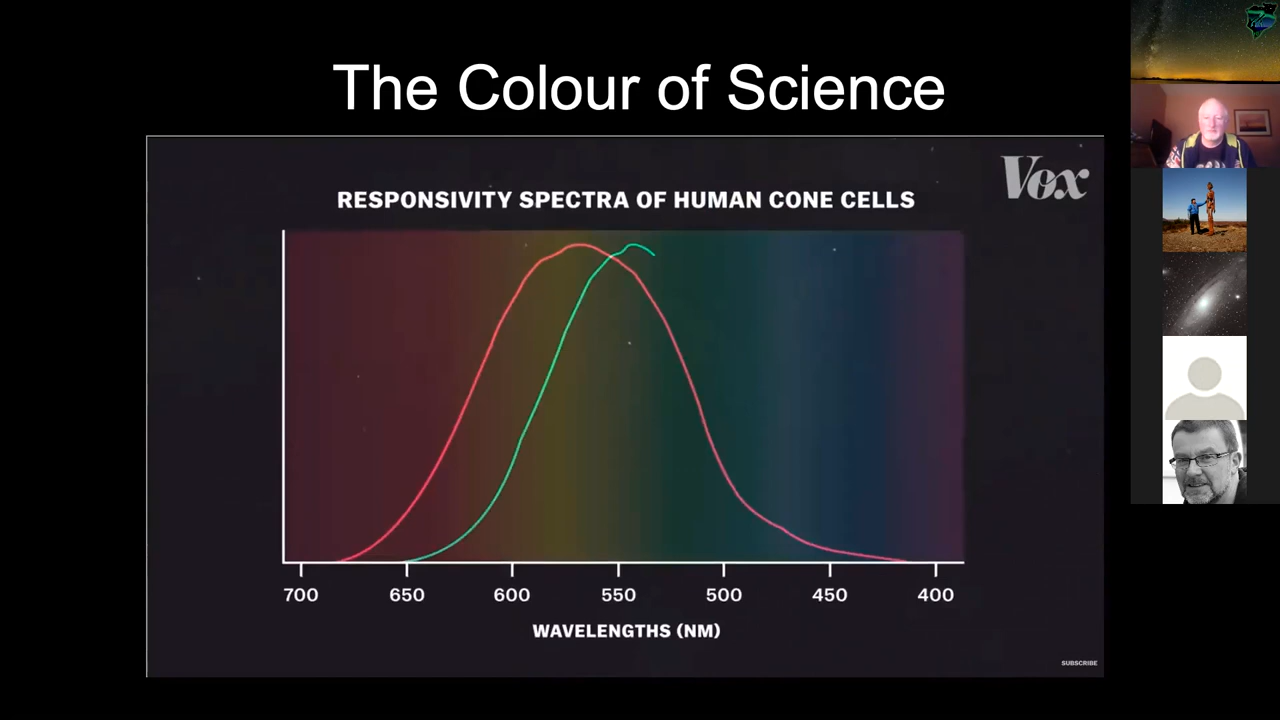 The Colour of Science
Vox
RESPONSIVITY SPECTRA OF HUMAN CONE CELLS
700 650 600 550 500 450 400
WAVELENGTHS (NM)
SUBSCRIBE